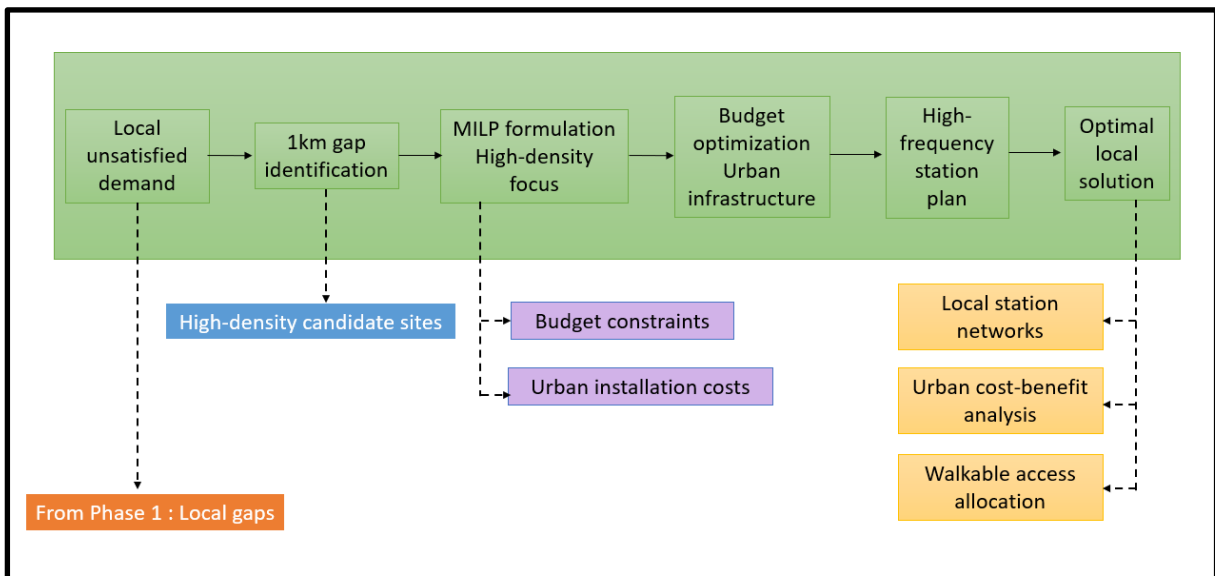 Local
unsatisfied
demand
1km gap
identification
MILP formulation
High-density
focus
Budget
optimization
Urban
infrastructure
High-
frequency
station
plan
Optimal
local
solution
High-density candidate sites
Budget constraints
Urban installation costs
Local station
networks
Urban cost-benefit
analysis
Walkable access
allocation
From Phase 1 : Local gaps